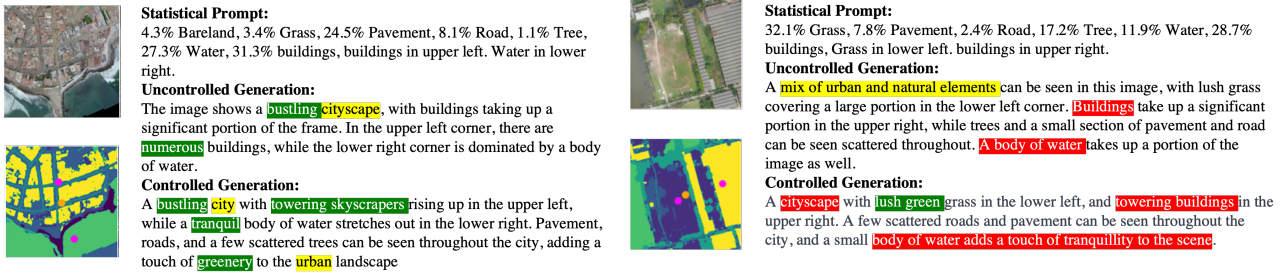 Statistical Prompt:
4.3% Bareland, 3.4% Grass, 24.5% Pavement, 8.1% Road, 1.1% Tree,
27.3% Water, 31.3% buildings, buildings in upper left. Water in lower
right.
Uncontrolled Generation:
The image shows a bustling cityscape, with buildings taking up a
significant portion of the frame. In the upper left corner, there are
numerous buildings, while the lower right corner is dominated by a body
of water.
Controlled Generation:
A bustling city with towering skyscrapers rising up in the upper left,
while a tranquil body of water stretches out in the lower right. Pavement,
roads, and a few scattered trees can be seen throughout the city, adding a
touch of greenery to the urban landscape
Statistical Prompt:
32.1% Grass, 7.8% Pavement, 2.4% Road, 17.2% Tree, 11.9% Water, 28.7%
buildings, Grass in lower left. buildings in upper right.
Uncontrolled Generation:
A mix of urban and natural elements can be seen in this image, with lush grass
covering a large portion in the lower left corner. Buildings take up a significant
portion in the upper right, while trees and a small section of pavement and road
can be seen scattered throughout. A body of water takes up a portion of the
image as well.
Controlled Generation:
A cityscape with lush green grass in the lower left, and towering buildings in the
upper right. A few scattered roads and pavement can be seen throughout the
city, and a small body of water adds a touch of tranquillity to the scene.